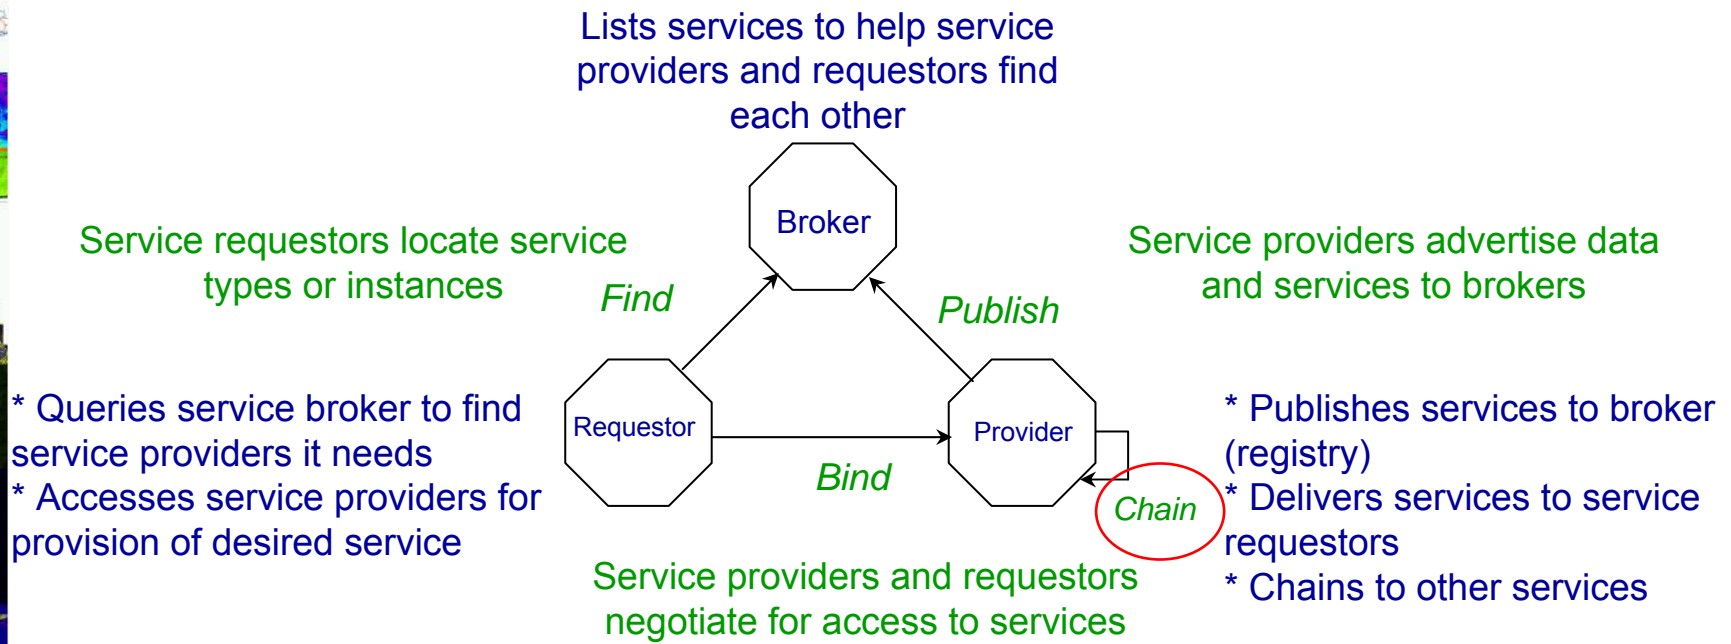 Lists services to help service
providers and requestors find
each other
Broker
Service requestors locate service
types or instances
Find
Publish
Service providers advertise data
and services to brokers
* Queries service broker to find
service providers it needs
* Accesses service providers for
provision of desired service
Requestor
Bind
Provider
Chain
* Publishes services to broker
(registry)
* Delivers services to service
requestors
* Chains to other services
Service providers and requestors
negotiate for access to services